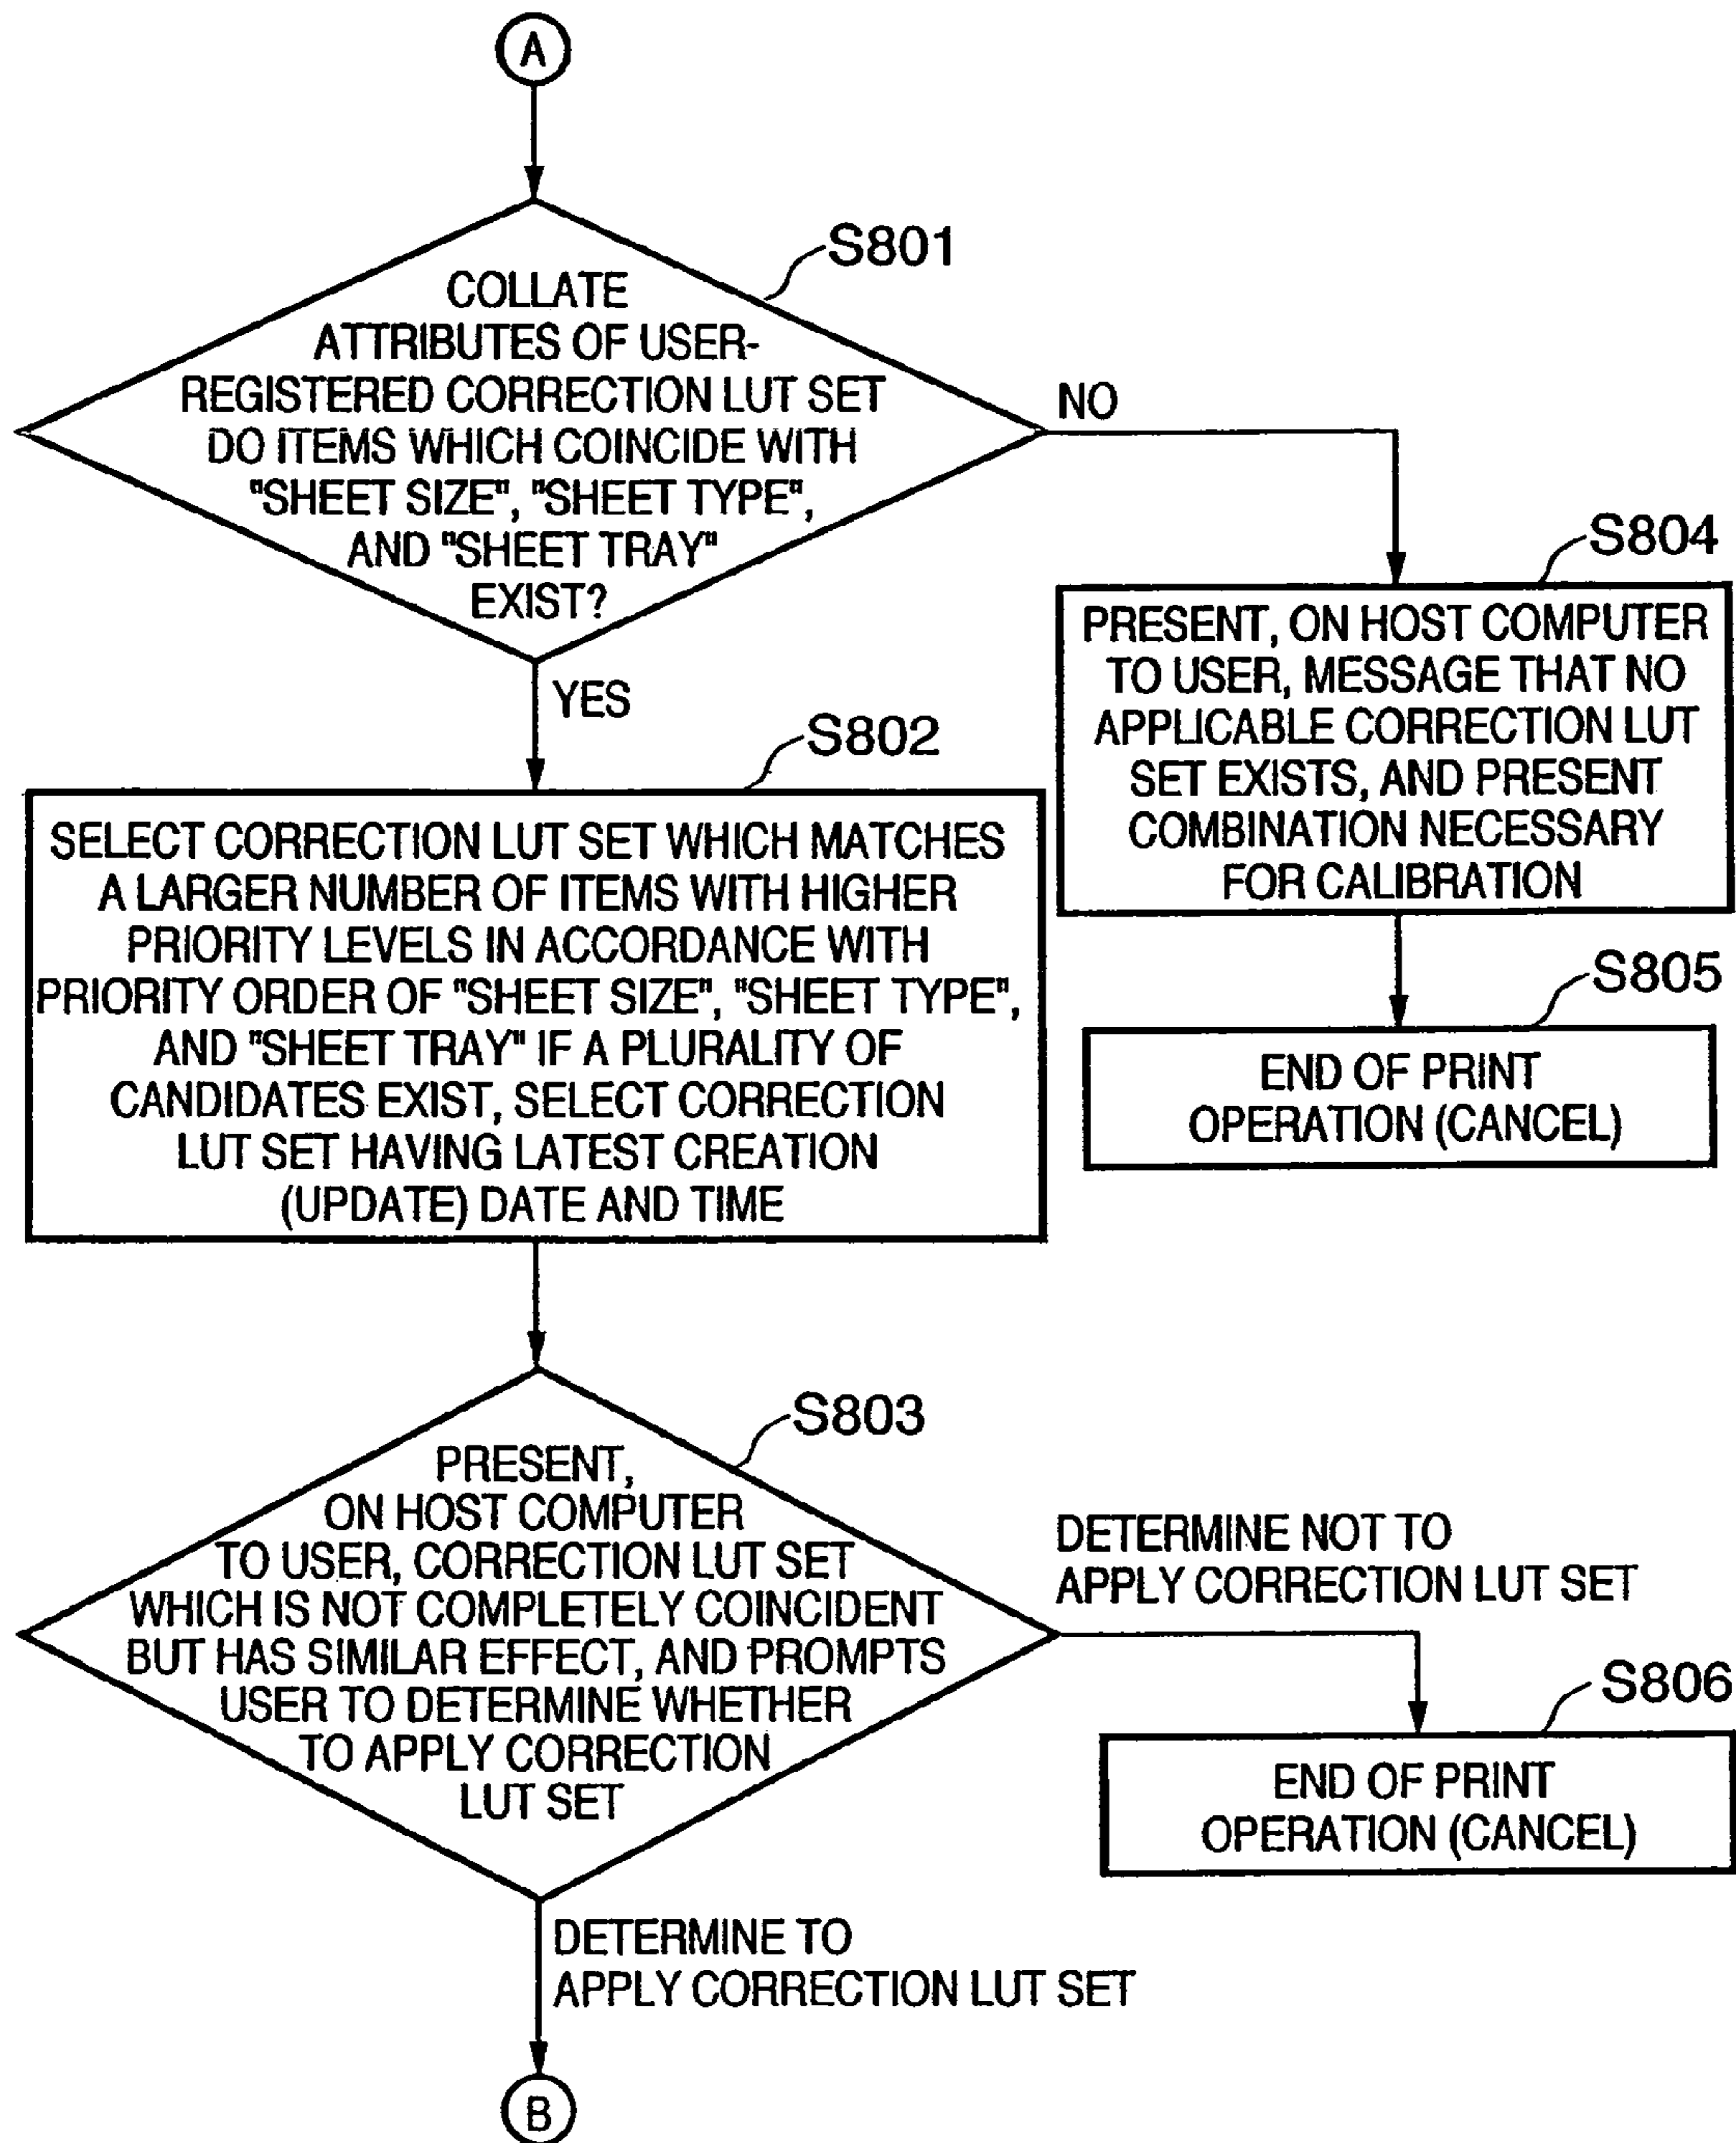 A
S801
COLLATE
ATTRIBUTES OF USER-
REGISTERED CORRECTION LUT SET
DO ITEMS WHICH COINCIDE WITH
"SHEET SIZE", "SHEET TYPE",
AND "SHEET TRAY"
EXIST?
NO
YES
S804
PRESENT, ON HOST COMPUTER
TO USER, MESSAGE THAT NO
APPLICABLE CORRECTION LUT
SET EXISTS, AND PRESENT
COMBINATION NECESSARY
FOR CALIBRATION
S802
SELECT CORRECTION LUT SET WHICH MATCHES
A LARGER NUMBER OF ITEMS WITH HIGHER
PRIORITY LEVELS IN ACCORDANCE WITH
PRIORITY ORDER OF "SHEET SIZE", "SHEET TYPE",
AND "SHEET TRAY" IF A PLURALITY OF
CANDIDATES EXIST, SELECT CORRECTION
LUT SET HAVING LATEST CREATION
(UPDATE) DATE AND TIME
S805
END OF PRINT
OPERATION (CANCEL)
S803
PRESENT,
ON HOST COMPUTER
TO USER, CORRECTION LUT SET
WHICH IS NOT COMPLETELY COINCIDENT
BUT HAS SIMILAR EFFECT, AND PROMPTS
USER TO DETERMINE WHETHER
TO APPLY CORRECTION
LUT SET
DETERMINE NOT TO
APPLY CORRECTION LUT SET
S806
END OF PRINT
OPERATION (CANCEL)
DETERMINE TO
APPLY CORRECTION LUT SET
B